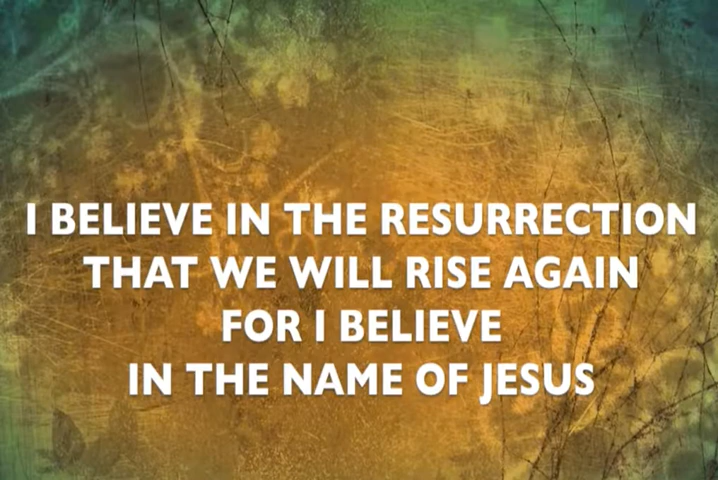 I BELIEVE IN THE RESURRECTION
THAT WE WILL RISE AGAIN
FOR I BELIEVE
IN THE NAME OF JESUS